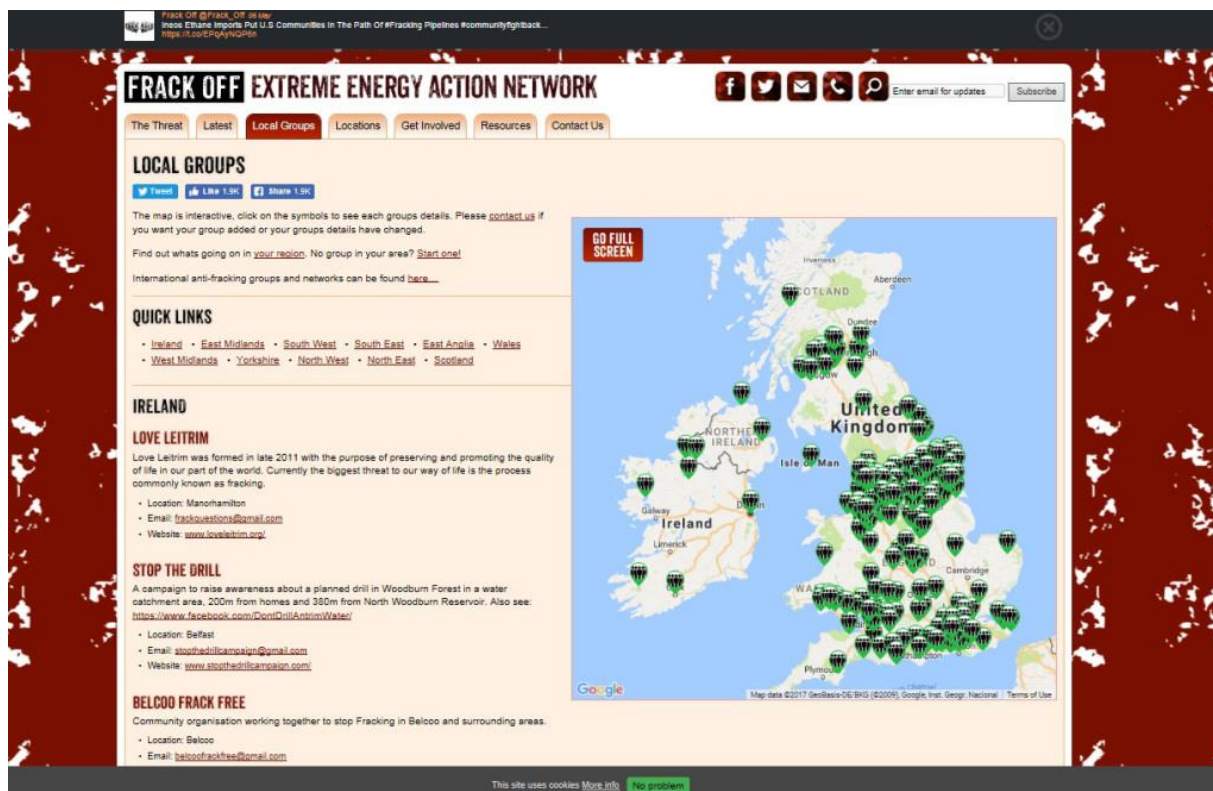 Frack Off @Frack_Off 05 May
Ineos Ethane Imports Put U.S Communities In The Path Of #Fracking Pipelines #communityfightback...
https://t.co/EPqAyNQP6n
FRACK OFF EXTREME ENERGY ACTION NETWORK
Enter email for updates Subscribe
The Threat Latest Local Groups Locations Get Involved Resources Contact Us
LOCAL GROUPS
Tweet Like 1.9K Share 1.9K
The map is interactive, click on the symbols to see each groups details. Please contact us if
you want your group added or your groups details have changed.
Find out whats going on in your region. No group in your area? Start one!
International anti-fracking groups and networks can be found here....
QUICK LINKS
• Ireland • East Midlands • South West • South East • East Anglia • Wales
• West Midlands • Yorkshire • North West • North East • Scotland
IRELAND
LOVE LEITRIM
Love Leitrim was formed in late 2011 with the purpose of preserving and promoting the quality
of life in our part of the world. Currently the biggest threat to our way of life is the process
commonly known as fracking.
• Location: Manorhamilton
• Email: frackquestions@gmail.com
• Website: www.loveleitrim.org/
STOP THE DRILL
A campaign to raise awareness about a planned drill in Woodburn Forest in a water
catchment area, 200m from homes and 380m from North Woodburn Reservoir. Also see:
https://www.facebook.com/DontDrillAntrimWater/
• Location: Belfast
• Email: stopthedrillcampaign@gmail.com
• Website: www.stopthedrillcampaign.com/
BELCOO FRACK FREE
Community organisation working together to stop Fracking in Belcoo and surrounding areas.
• Location: Belcoo
• Email: belcoofrackfree@gmail.com
GO FULL
SCREEN
Inverness
Aberdeen
SCOTLAND
Dundee
United
Kingdom
NORTHERN
IRELAND
Isle of Man
Galway
Ireland
Limerick
Cambridge
Plymouth
Google
Map data ©2017 GeoBasis-DE/BKG (©2009), Google, Inst. Geogr. Nacional Terms of Use
This site uses cookies More info No problem